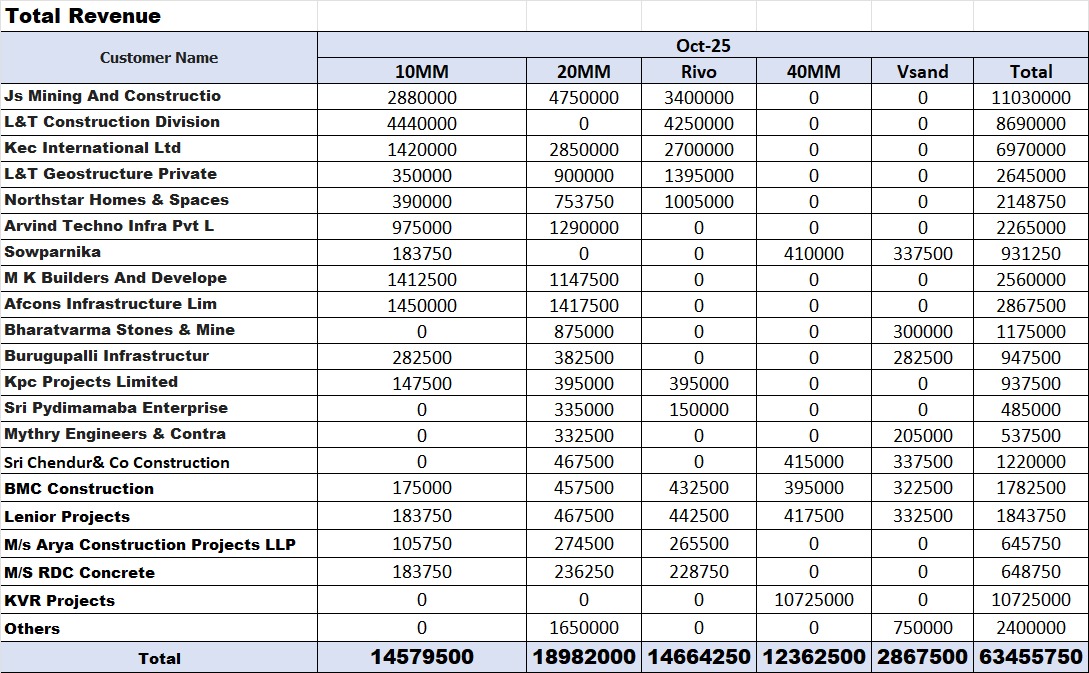 Total Revenue
Customer Name Oct-25
10MM 20MM Rivo 40MM Vsand Total
Js Mining And Constructio 2880000 4750000 3400000 0 0 11030000
L&T Construction Division 4440000 0 4250000 0 0 8690000
Kec International Ltd 1420000 2850000 2700000 0 0 6970000
L&T Geostructure Private 350000 900000 1395000 0 0 2645000
Northstar Homes & Spaces 390000 753750 1005000 0 0 2148750
Arvind Techno Infra Pvt L 975000 1290000 0 0 0 2265000
Sowparnika 183750 0 0 410000 337500 931250
M K Builders And Develope 1412500 1147500 0 0 0 2560000
Afcons Infrastructure Lim 1450000 1417500 0 0 0 2867500
Bharatvarma Stones & Mine 0 875000 0 0 300000 1175000
Burugupalli Infrastructur 282500 382500 0 0 282500 947500
Kpc Projects Limited 147500 395000 395000 0 0 937500
Sri Pydimamaba Enterprise 0 335000 150000 0 0 485000
Mythry Engineers & Contra 0 332500 0 0 205000 537500
Sri Chendur& Co Construction 0 467500 0 415000 337500 1220000
BMC Construction 175000 457500 432500 395000 322500 1782500
Lenior Projects 183750 467500 442500 417500 332500 1843750
M/s Arya Construction Projects LLP 105750 274500 265500 0 0 645750
M/S RDC Concrete 183750 236250 228750 0 0 648750
KVR Projects 0 0 0 10725000 0 10725000
Others 0 1650000 0 0 750000 2400000
Total 14579500 18982000 14664250 12362500 2867500 63455750